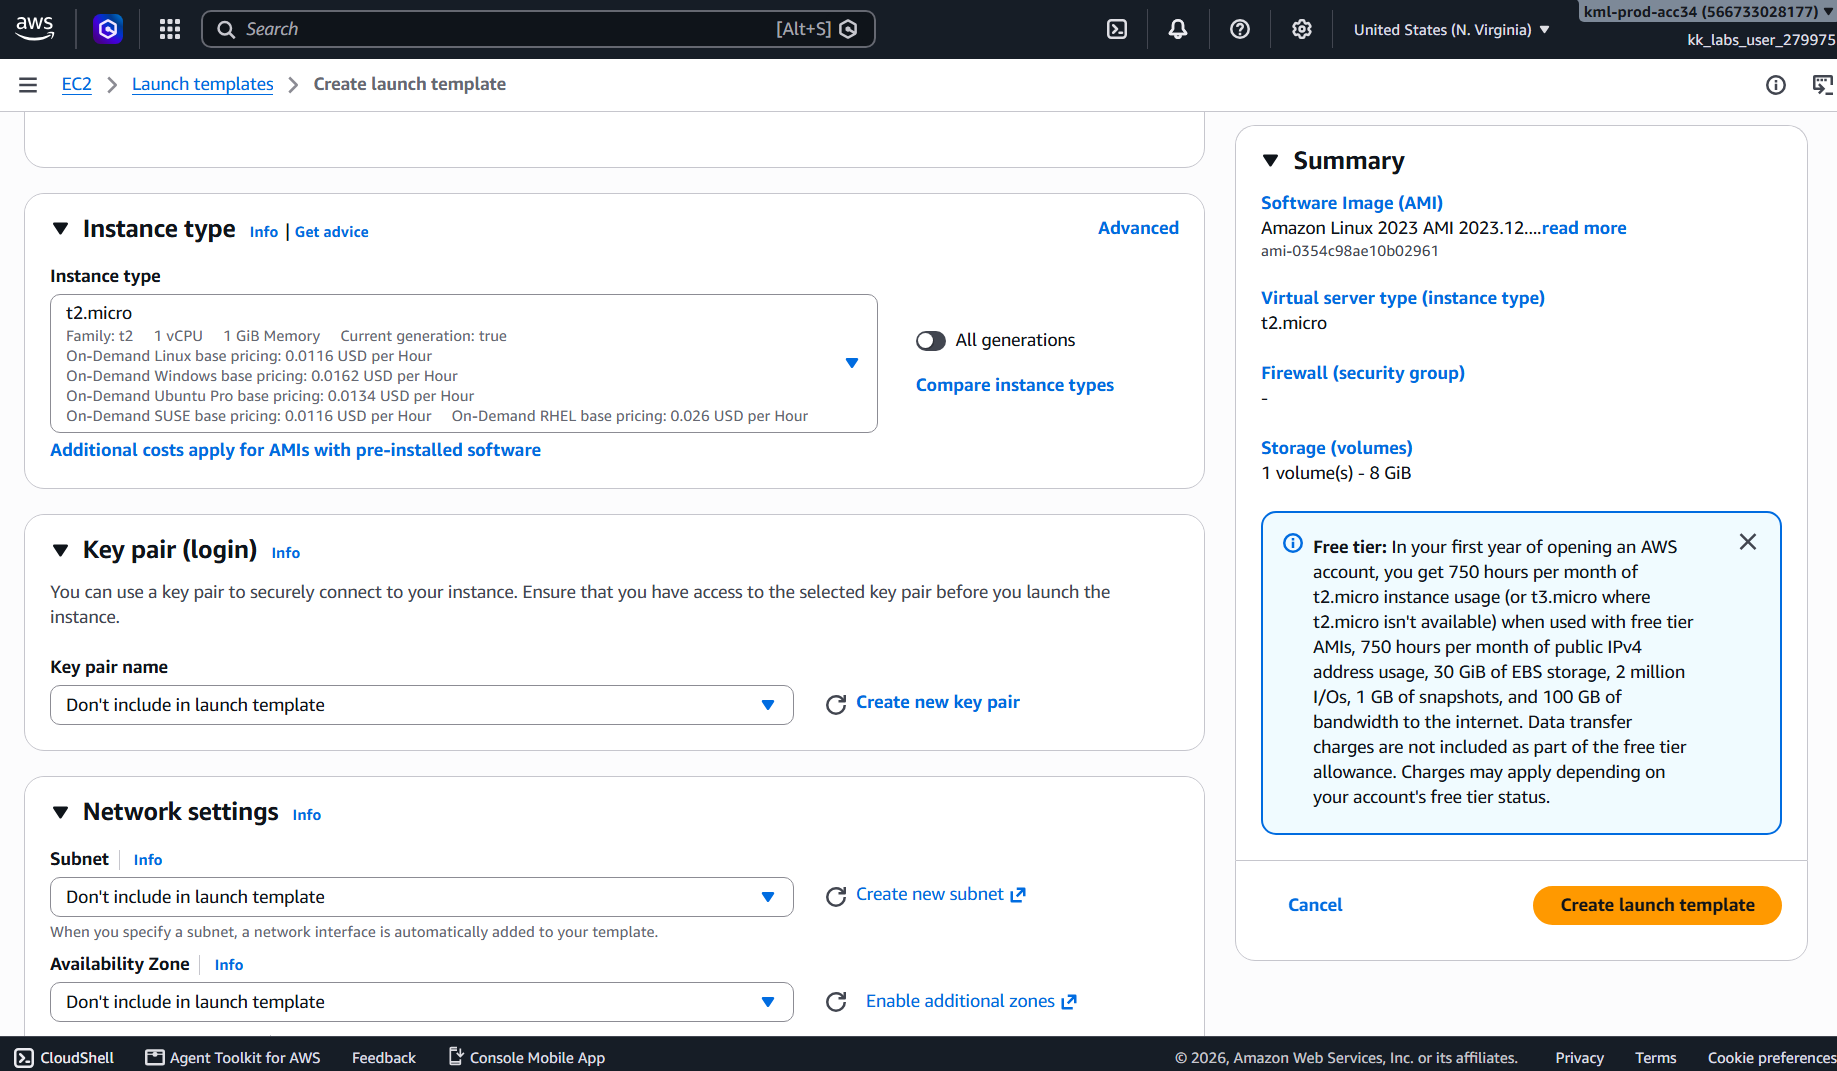 aws
Search
[Alt+S]
United States (N. Virginia)
kml-prod-acc34 (566733028177)
kk_labs_user_279975
EC2
Launch templates
Create launch template
Instance type
Info
Get advice
Advanced
Instance type
t2.micro
Family: t2 1 vCPU 1 GiB Memory Current generation: true
On-Demand Linux base pricing: 0.0116 USD per Hour
On-Demand Windows base pricing: 0.0162 USD per Hour
On-Demand Ubuntu Pro base pricing: 0.0134 USD per Hour
On-Demand SUSE base pricing: 0.0116 USD per Hour On-Demand RHEL base pricing: 0.026 USD per Hour
All generations
Compare instance types
Additional costs apply for AMIs with pre-installed software
Key pair (login)
Info
You can use a key pair to securely connect to your instance. Ensure that you have access to the selected key pair before you launch the
instance.
Key pair name
Don't include in launch template
Create new key pair
Network settings
Info
Subnet
Info
Don't include in launch template
Create new subnet
When you specify a subnet, a network interface is automatically added to your template.
Availability Zone
Info
Don't include in launch template
Enable additional zones
Summary
Software Image (AMI)
Amazon Linux 2023 AMI 2023.12....read more
ami-0354c98ae10b02961
Virtual server type (instance type)
t2.micro
Firewall (security group)
-
Storage (volumes)
1 volume(s) - 8 GiB
Free tier: In your first year of opening an AWS
account, you get 750 hours per month of
t2.micro instance usage (or t3.micro where
t2.micro isn't available) when used with free tier
AMIs, 750 hours per month of public IPv4
address usage, 30 GiB of EBS storage, 2 million
I/Os, 1 GB of snapshots, and 100 GB of
bandwidth to the internet. Data transfer
charges are not included as part of the free tier
allowance. Charges may apply depending on
your account's free tier status.
Cancel
Create launch template
CloudShell
Agent Toolkit for AWS
Feedback
Console Mobile App
© 2026, Amazon Web Services, Inc. or its affiliates.
Privacy
Terms
Cookie preferences